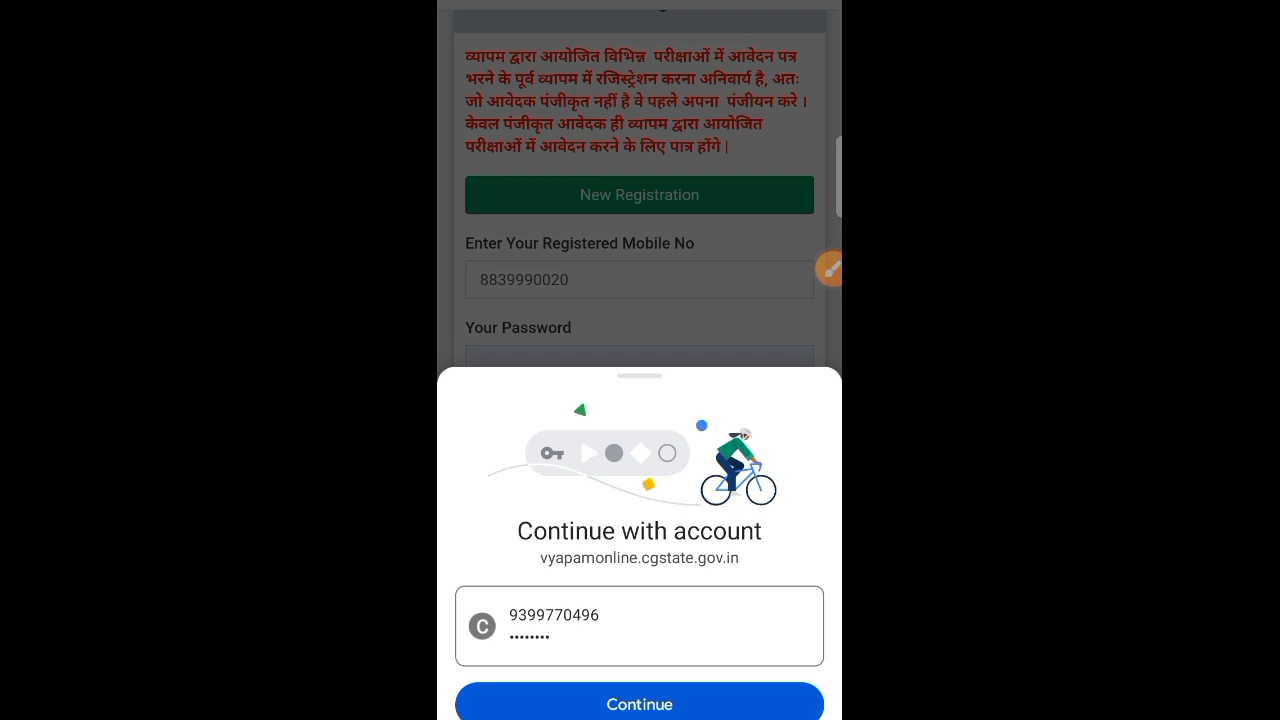 व्यापम द्वारा आयोजित विभिन्न परीक्षाओं में आवेदन पत्र
भरने के पूर्व व्यापम में रजिस्ट्रेशन करना अनिवार्य है, अतः
जो आवेदक पंजीकृत नहीं है वे पहले अपना पंजीयन करे ।
केवल पंजीकृत आवेदक ही व्यापम द्वारा आयोजित
परीक्षाओं में आवेदन करने के लिए पात्र होंगे |
New Registration
Enter Your Registered Mobile No
8839990020
Your Password
Continue with account
vyapamonline.cgstate.gov.in
C
9399770496
••••••••
Continue